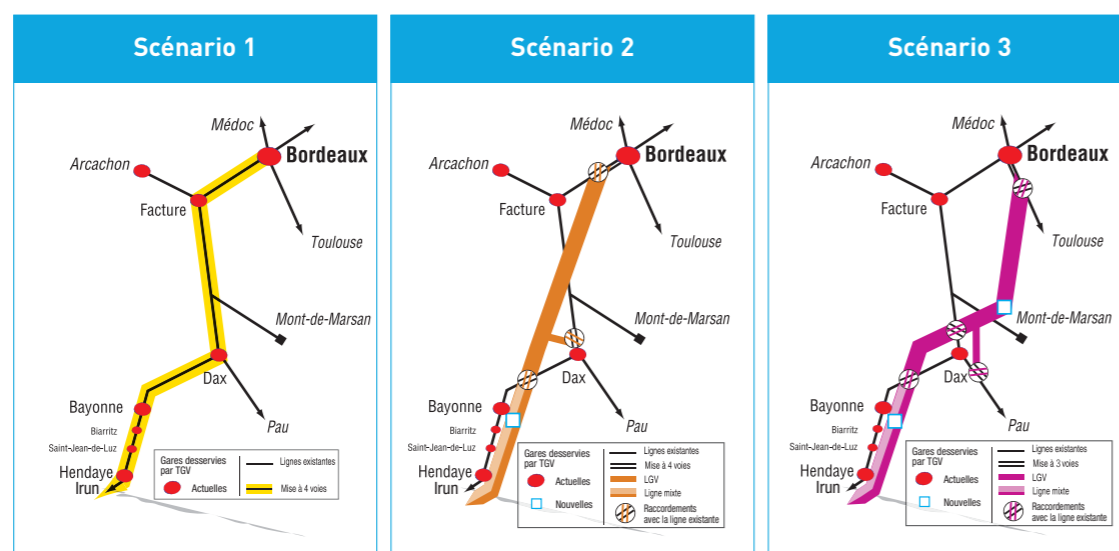 Scénario 1
Médoc
Arcachon
Bordeaux
Facture
Toulouse
Mont-de-Marsan
Dax
Bayonne
Biarritz
Pau
Saint-Jean-de-Luz
Hendaye
Irun
Gares desservies
par TGV
Actuelles
Lignes existantes
Mise à 4 voies
Scénario 2
Médoc
Arcachon
Bordeaux
Facture
Toulouse
Mont-de-Marsan
Dax
Bayonne
Biarritz
Pau
Saint-Jean-de-Luz
Hendaye
Irun
Gares desservies
par TGV
Actuelles
Nouvelles
Lignes existantes
Mise à 4 voies
LGV
Ligne mixte
Raccordements
avec la ligne existante
Scénario 3
Médoc
Arcachon
Bordeaux
Facture
Toulouse
Mont-de-Marsan
Dax
Bayonne
Biarritz
Pau
Saint-Jean-de-Luz
Hendaye
Irun
Gares desservies
par TGV
Actuelles
Nouvelles
Lignes existantes
Mise à 3 voies
LGV
Ligne mixte
Raccordements
avec la ligne existante